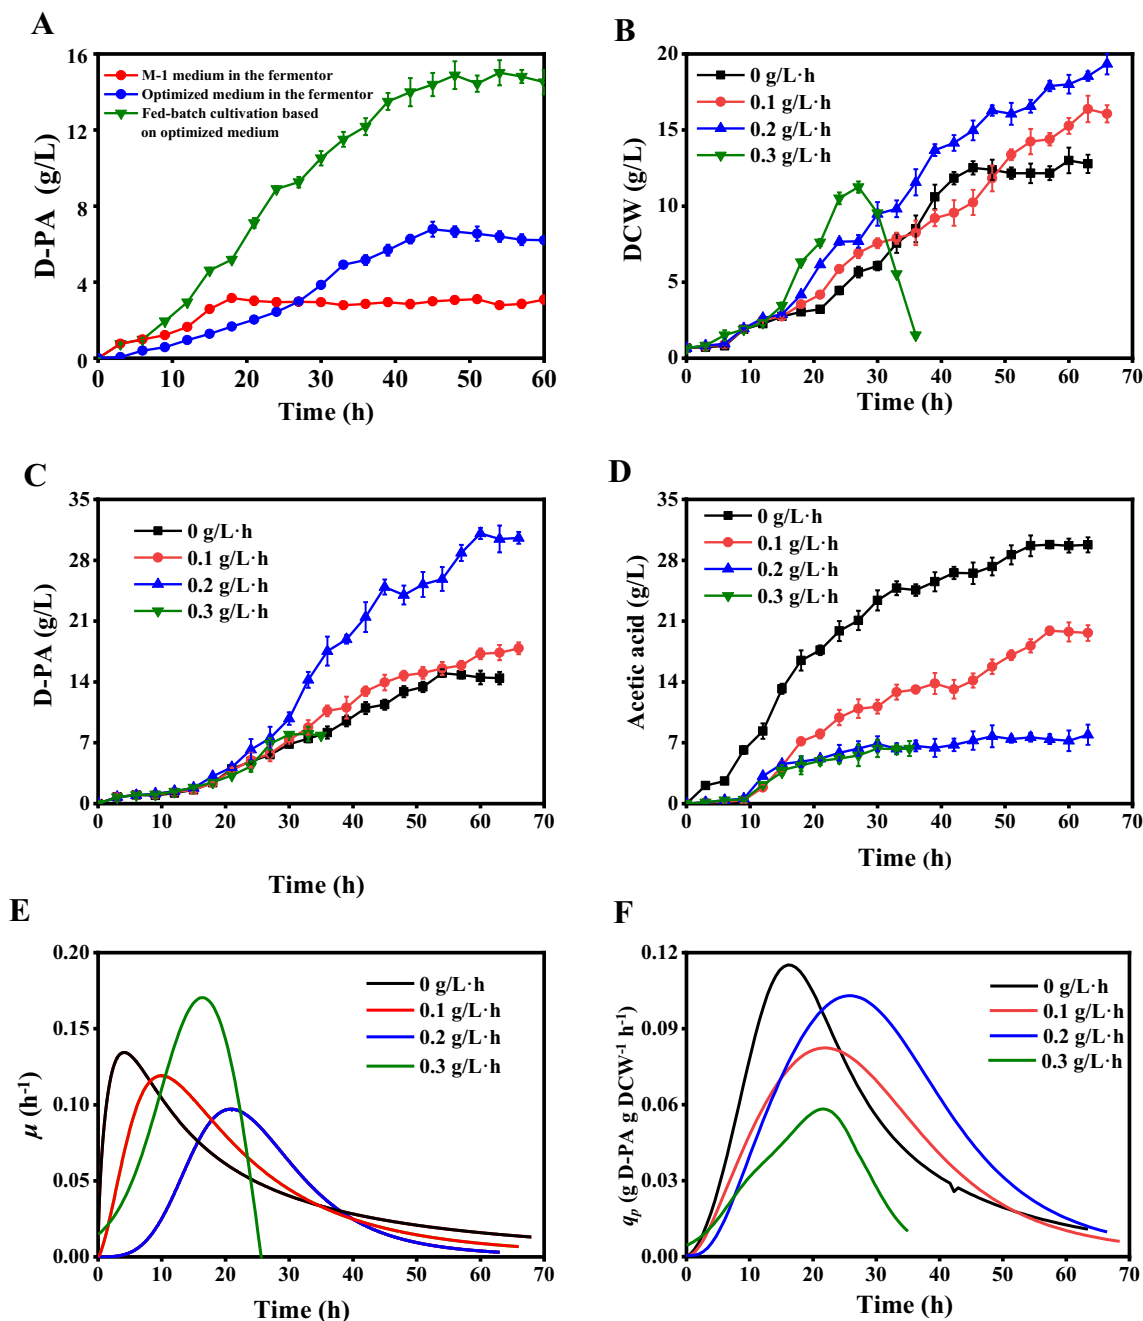 A
16
12
8
4
0
D-PA (g/L)
M-1 medium in the fermentor
Optimized medium in the fermentor
Fed-batch cultivation based
on optimized medium
0 10 20 30 40 50 60
Time (h)
B
20
15
10
5
0
DCW (g/L)
0 g/L·h
0.1 g/L·h
0.2 g/L·h
0.3 g/L·h
0 10 20 30 40 50 60 70
Time (h)
C
35
28
21
14
7
0
D-PA (g/L)
0 g/L·h
0.1 g/L·h
0.2 g/L·h
0.3 g/L·h
0 10 20 30 40 50 60 70
Time (h)
D
35
28
21
14
7
0
Acetic acid (g/L)
0 g/L·h
0.1 g/L·h
0.2 g/L·h
0.3 g/L·h
0 10 20 30 40 50 60 70
Time (h)
E
0.20
0.15
0.10
0.05
0.00
μ (h⁻¹)
0 g/L·h
0.1 g/L·h
0.2 g/L·h
0.3 g/L·h
0 10 20 30 40 50 60 70
Time (h)
F
0.12
0.09
0.06
0.03
0.00
qₚ (g D-PA g DCW⁻¹ h⁻¹)
0 g/L·h
0.1 g/L·h
0.2 g/L·h
0.3 g/L·h
0 10 20 30 40 50 60 70
Time (h)